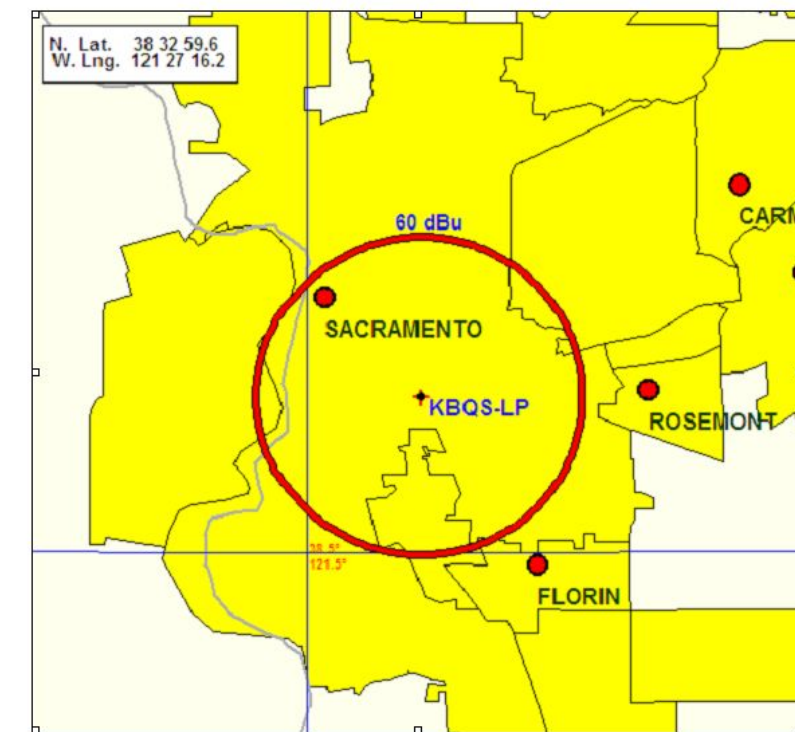 N. Lat. 38 32 59.6
W. Lng. 121 27 16.2
60 dBu
CARM
SACRAMENTO
ROSEMONT
KBQS-LP
38.5°
121.5°
FLORIN